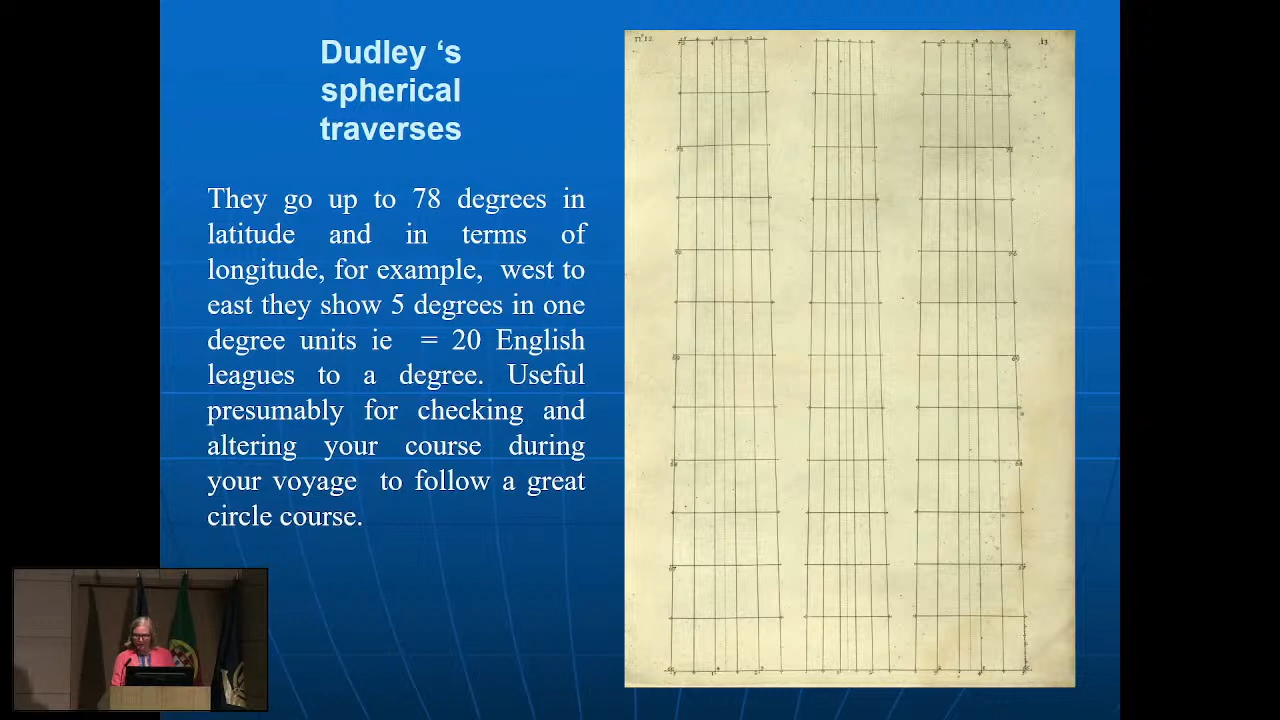 Dudley ‘s
spherical
traverses
They go up to 78 degrees in
latitude and in terms of
longitude, for example, west to
east they show 5 degrees in one
degree units ie = 20 English
leagues to a degree. Useful
presumably for checking and
altering your course during
your voyage to follow a great
circle course.